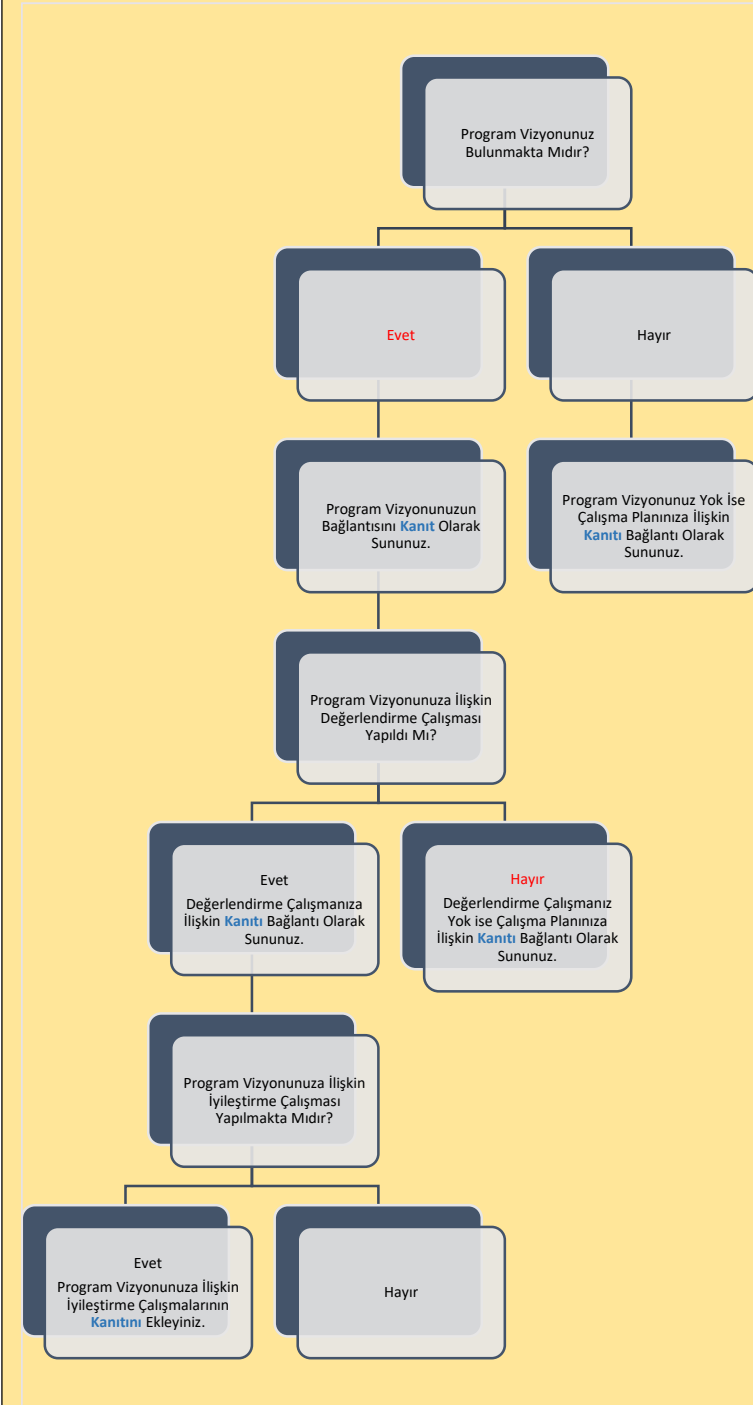 Program Vizyonunuz
Bulunmakta Mıdır?
Evet
Hayır
Program Vizyonunuzun
Bağlantısını Kanıt Olarak
Sununuz.
Program Vizyonunuz Yok İse
Çalışma Planınıza İlişkin
Kanıtı Bağlantı Olarak
Sununuz.
Program Vizyonunuza İlişkin
Değerlendirme Çalışması
Yapıldı Mı?
Evet
Değerlendirme Çalışmanıza
İlişkin Kanıtı Bağlantı Olarak
Sununuz.
Hayır
Değerlendirme Çalışmanız
Yok ise Çalışma Planınıza
İlişkin Kanıtı Bağlantı Olarak
Sununuz.
Program Vizyonunuza İlişkin
İyileştirme Çalışması
Yapılmakta Mıdır?
Evet
Program Vizyonunuza İlişkin
İyileştirme Çalışmalarının
Kanıtını Ekleyiniz.
Hayır